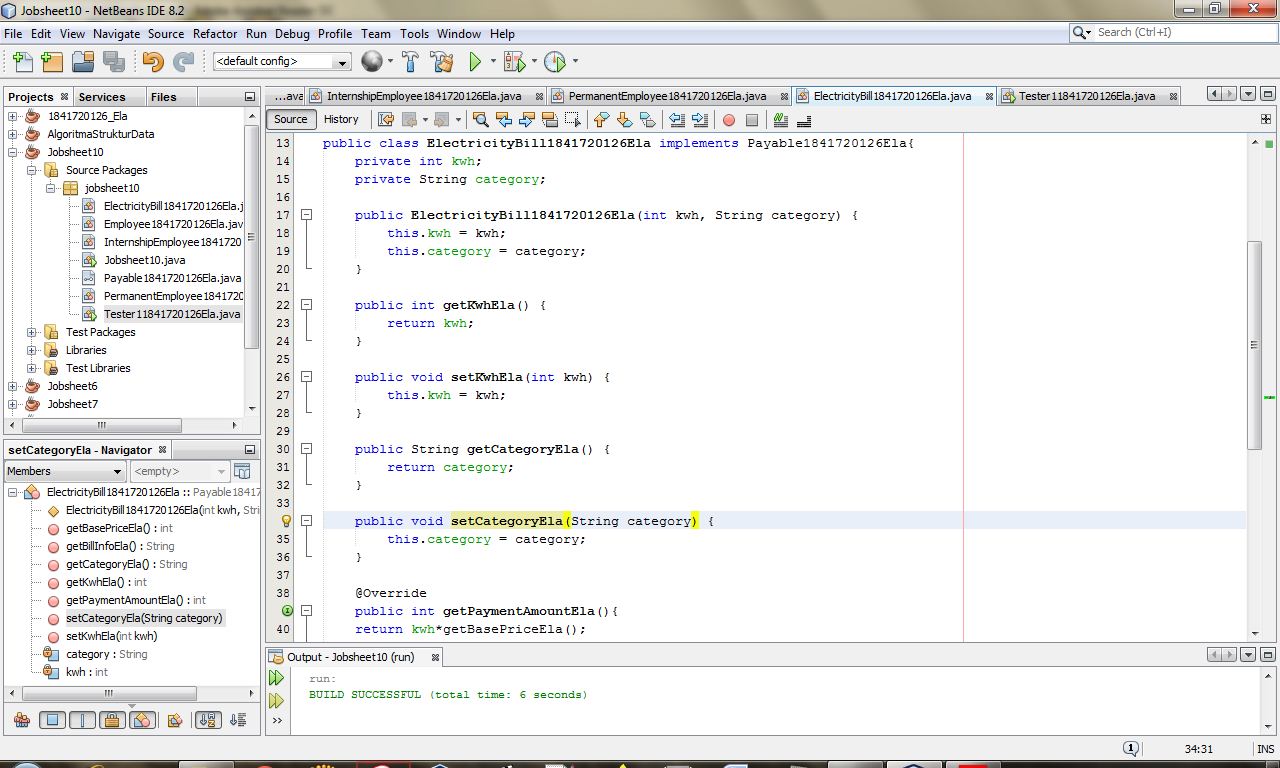 Jobsheet10 - NetBeans IDE 8.2
File Edit View Navigate Source Refactor Run Debug Profile Team Tools Window Help
Search (Ctrl+I)
<default config>
Projects Services Files
1841720126_Ela
AlgoritmaStrukturData
Jobsheet10
Source Packages
jobsheet10
ElectricityBill1841720126Ela.j
Employee1841720126Ela.jav
InternshipEmployee1841720
Jobsheet10.java
Payable1841720126Ela.java
PermanentEmployee184172(
Tester11841720126Ela.java
Test Packages
Libraries
Test Libraries
Jobsheet6
Jobsheet7
setCategoryEla - Navigator
Members <empty>
ElectricityBill1841720126Ela :: Payable18417
ElectricityBill1841720126Ela(int kwh, Stri
getBasePriceEla() : int
getBillInfoEla() : String
getCategoryEla() : String
getKwhEla() : int
getPaymentAmountEla() : int
setCategoryEla(String category)
setKwhEla(int kwh)
category : String
kwh : int
...ava InternshipEmployee1841720126Ela.java PermanentEmployee1841720126Ela.java ElectricityBill1841720126Ela.java Tester11841720126Ela.java
Source History
13 public class ElectricityBill1841720126Ela implements Payable1841720126Ela{
14 private int kwh;
15 private String category;
16
17 public ElectricityBill1841720126Ela(int kwh, String category) {
18 this.kwh = kwh;
19 this.category = category;
20 }
21
22 public int getKwhEla() {
23 return kwh;
24 }
25
26 public void setKwhEla(int kwh) {
27 this.kwh = kwh;
28 }
29
30 public String getCategoryEla() {
31 return category;
32 }
33
public void setCategoryEla(String category) {
35 this.category = category;
36 }
37
38 @Override
public int getPaymentAmountEla(){
40 return kwh*getBasePriceEla();
Output - Jobsheet10 (run)
run:
BUILD SUCCESSFUL (total time: 6 seconds)
1 34:31 INS